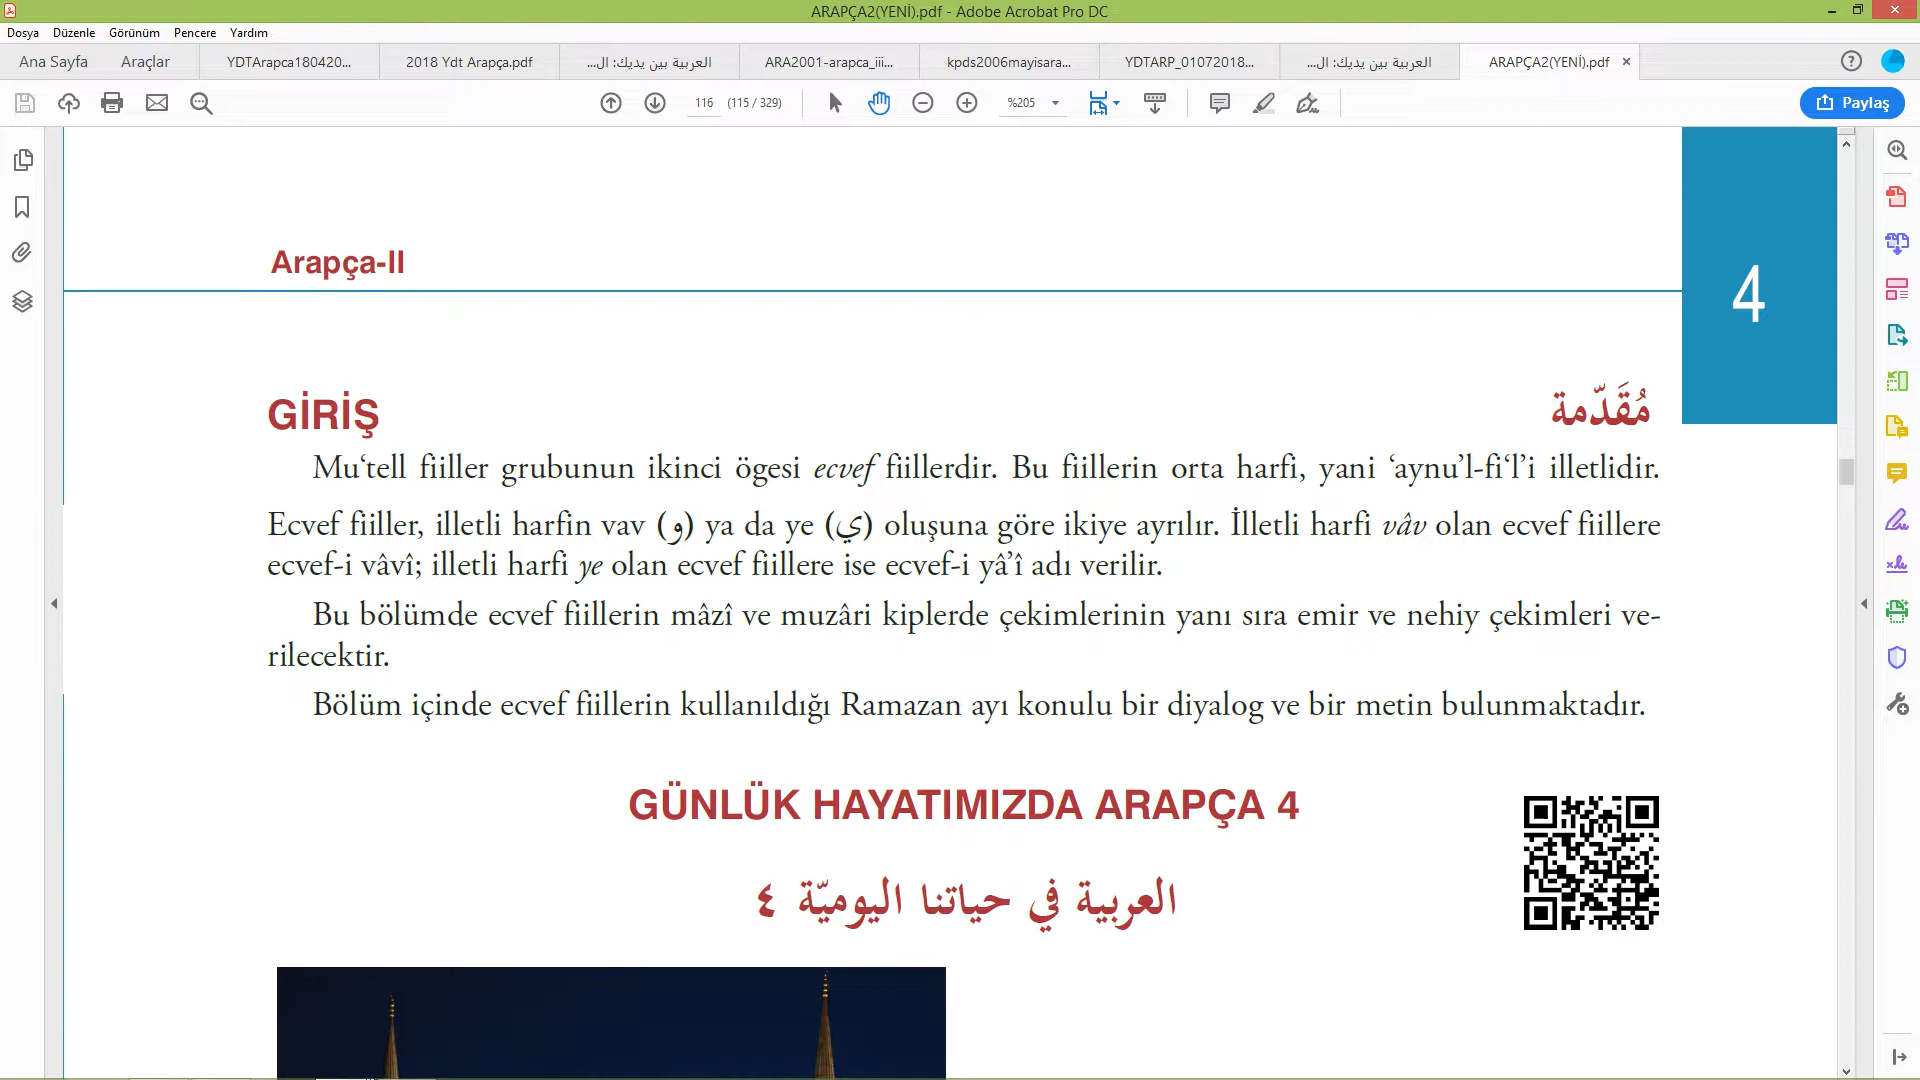 ARAPÇA2(YENİ).pdf - Adobe Acrobat Pro DC
Dosya Düzenle Görünüm Pencere Yardım
Ana Sayfa Araçlar YDTArapca180420... 2018 Ydt Arapça.pdf العربية بين يديك: ال... ARA2001-arapca_iii... kpds2006mayisara... YDTARP_01072018... العربية بين يديك: ال... ARAPÇA2(YENİ).pdf
116 (115 / 329) %205 Paylaş
Arapça-II
4
GİRİŞ مُقَدّمة
Mu‘tell fiiller grubunun ikinci ögesi ecvef fiillerdir. Bu fiillerin orta harfi, yani ‘aynu’l-fi‘l’i illetlidir.
Ecvef fiiller, illetli harfin vav (و) ya da ye (ي) oluşuna göre ikiye ayrılır. İlletli harfi vâv olan ecvef fiillere
ecvef-i vâvî; illetli harfi ye olan ecvef fiillere ise ecvef-i yâ’î adı verilir.
Bu bölümde ecvef fiillerin mâzî ve muzâri kiplerde çekimlerinin yanı sıra emir ve nehiy çekimleri ve-
rilecektir.
Bölüm içinde ecvef fiillerin kullanıldığı Ramazan ayı konulu bir diyalog ve bir metin bulunmaktadır.
GÜNLÜK HAYATIMIZDA ARAPÇA 4
العربية في حياتنا اليوميّة ٤